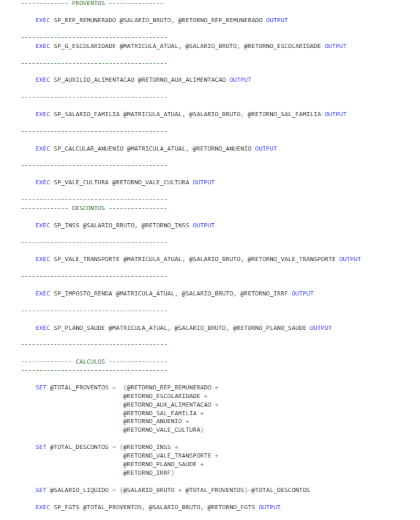 ------------- PROVENTOS ---------------
EXEC SP_REP_REMUNERADO @SALARIO_BRUTO, @RETORNO_REP_REMUNERADO OUTPUT
----------------------------------------
EXEC SP_G_ESCOLARIDADE @MATRICULA_ATUAL, @SALARIO_BRUTO, @RETORNO_ESCOLARIDADE OUTPUT
----------------------------------------
EXEC SP_AUXILIO_ALIMENTACAO @RETORNO_AUX_ALIMENTACAO OUTPUT
----------------------------------------
EXEC SP_SALARIO_FAMILIA @MATRICULA_ATUAL, @SALARIO_BRUTO, @RETORNO_SAL_FAMILIA OUTPUT
----------------------------------------
EXEC SP_CALCULAR_ANUENIO @MATRICULA_ATUAL, @RETORNO_ANUENIO OUTPUT
----------------------------------------
EXEC SP_VALE_CULTURA @RETORNO_VALE_CULTURA OUTPUT
----------------------------------------
------------- DESCONTOS ----------------
EXEC SP_INSS @SALARIO_BRUTO, @RETORNO_INSS OUTPUT
----------------------------------------
EXEC SP_VALE_TRANSPORTE @MATRICULA_ATUAL, @SALARIO_BRUTO, @RETORNO_VALE_TRANSPORTE OUTPUT
----------------------------------------
EXEC SP_IMPOSTO_RENDA @MATRICULA_ATUAL, @SALARIO_BRUTO, @RETORNO_IRRF OUTPUT
----------------------------------------
EXEC SP_PLANO_SAUDE @MATRICULA_ATUAL, @SALARIO_BRUTO, @RETORNO_PLANO_SAUDE OUTPUT
----------------------------------------
-------------- CALCULOS ----------------
----------------------------------------
SET @TOTAL_PROVENTOS = (@RETORNO_REP_REMUNERADO +
@RETORNO_ESCOLARIDADE +
@RETORNO_AUX_ALIMENTACAO +
@RETORNO_SAL_FAMILIA +
@RETORNO_ANUENIO +
@RETORNO_VALE_CULTURA)
SET @TOTAL_DESCONTOS = (@RETORNO_INSS +
@RETORNO_VALE_TRANSPORTE +
@RETORNO_PLANO_SAUDE +
@RETORNO_IRRF)
SET @SALARIO_LIQUIDO = (@SALARIO_BRUTO + @TOTAL_PROVENTOS)-@TOTAL_DESCONTOS
EXEC SP_FGTS @TOTAL_PROVENTOS, @SALARIO_BRUTO, @RETORNO_FGTS OUTPUT